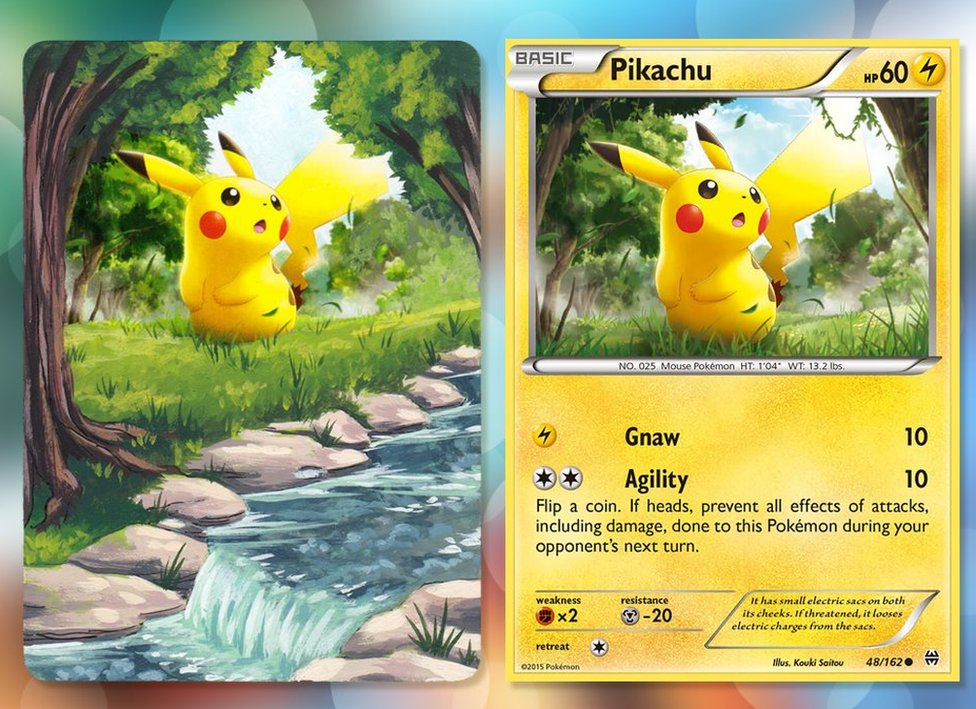 BASIC
Pikachu
HP 60
NO. 025 Mouse Pokémon HT: 1'04" WT: 13.2 lbs.
Gnaw 10
Agility 10
Flip a coin. If heads, prevent all effects of attacks,
including damage, done to this Pokémon during your
opponent's next turn.
weakness
×2
resistance
-20
retreat
It has small electric sacs on both
its cheeks. If threatened, it looses
electric charges from the sacs.
©2015 Pokémon
Illus. Kouki Saitou
48/162